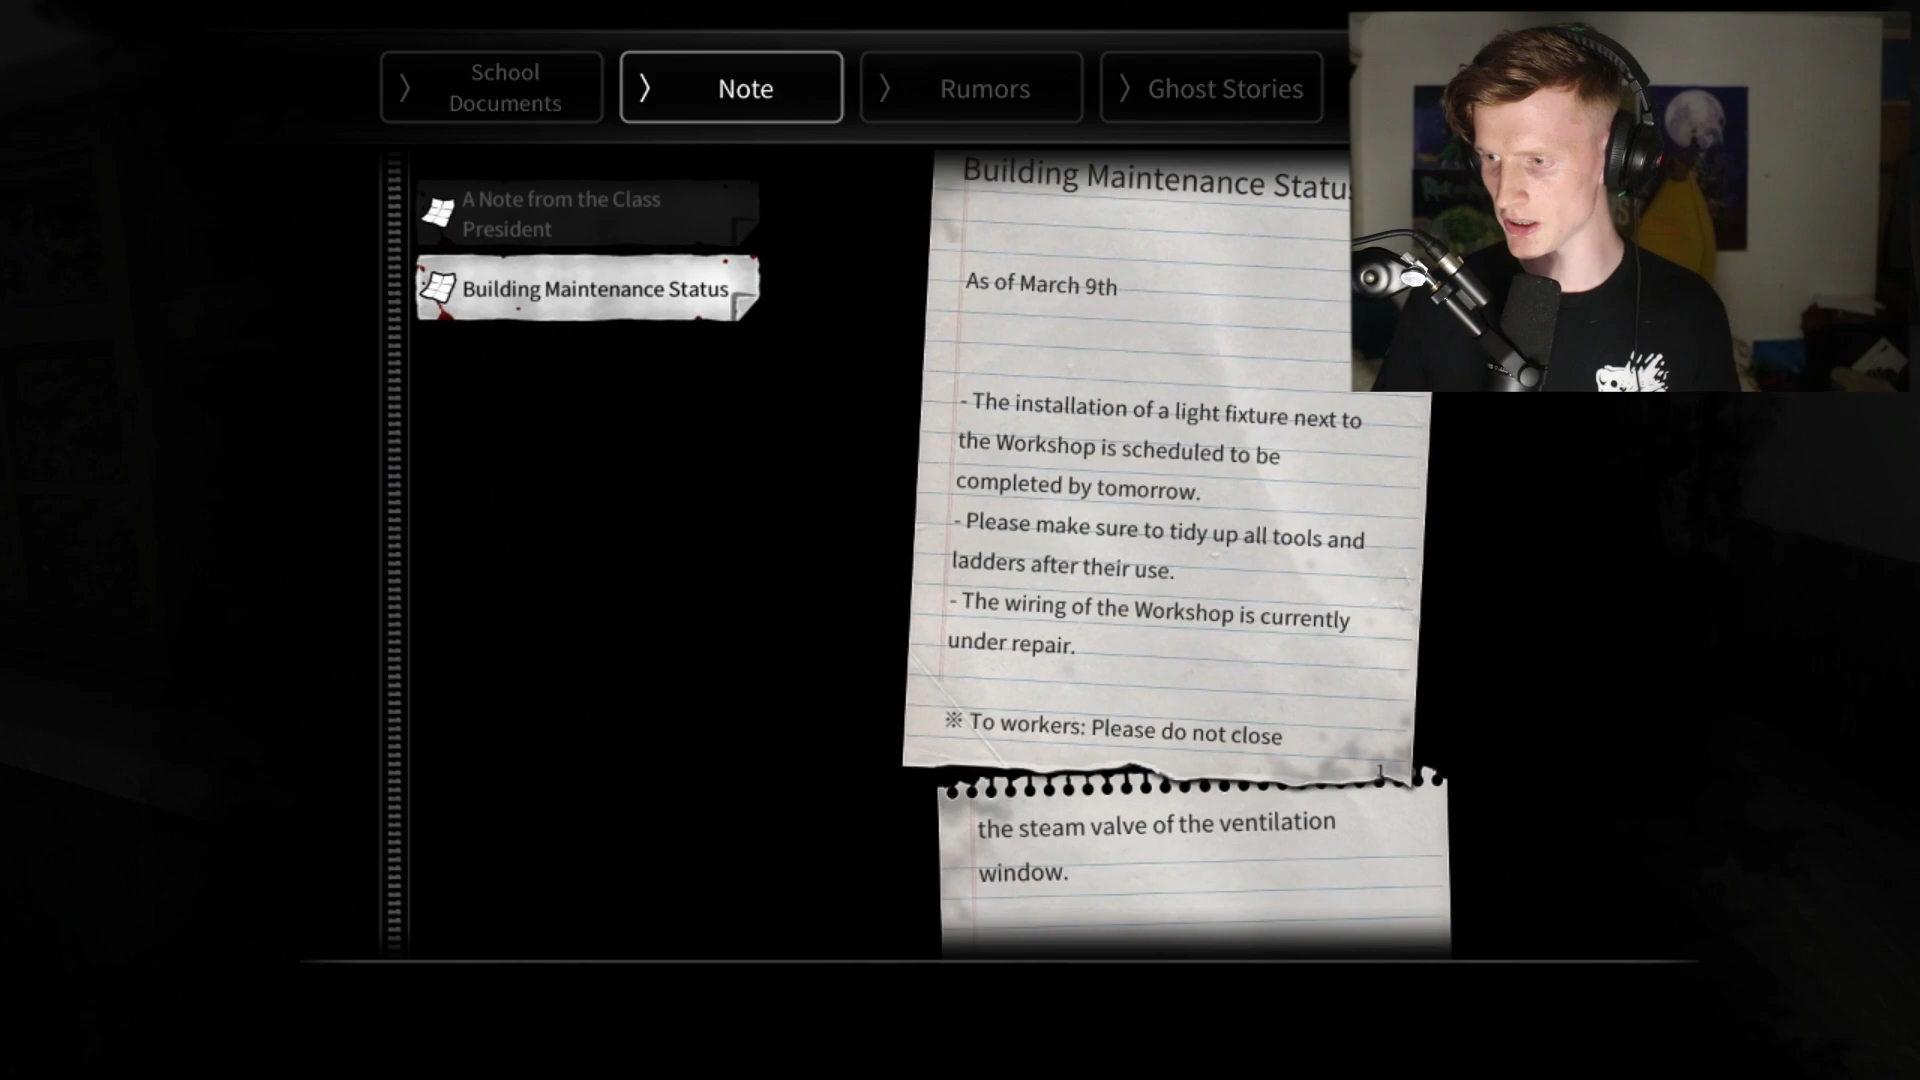 School
Documents
Note
Rumors
Ghost Stories
A Note from the Class
President
Building Maintenance Status
Building Maintenance Status
As of March 9th
- The installation of a light fixture next to
the Workshop is scheduled to be
completed by tomorrow.
- Please make sure to tidy up all tools and
ladders after their use.
- The wiring of the Workshop is currently
under repair.
※ To workers: Please do not close
1
the steam valve of the ventilation
window.